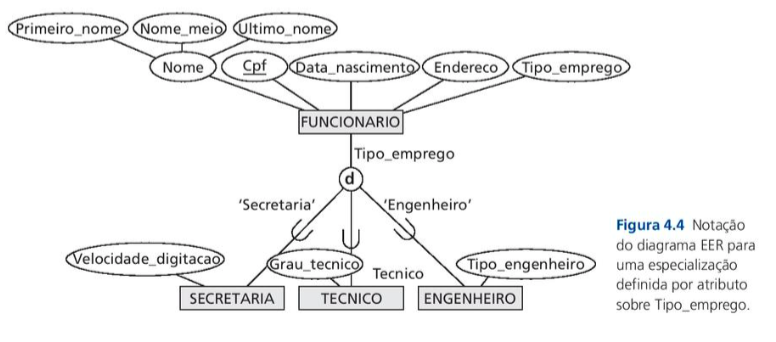 Primeiro_nome Nome_meio Ultimo_nome
Nome Cpf Data_nascimento Endereco Tipo_emprego
FUNCIONARIO
Tipo_emprego
d
‘Secretaria’ ‘Engenheiro’
Velocidade_digitacao Grau_tecnico Tecnico Tipo_engenheiro
SECRETARIA TECNICO ENGENHEIRO
Figura 4.4 Notação
do diagrama EER para
uma especialização
definida por atributo
sobre Tipo_emprego.